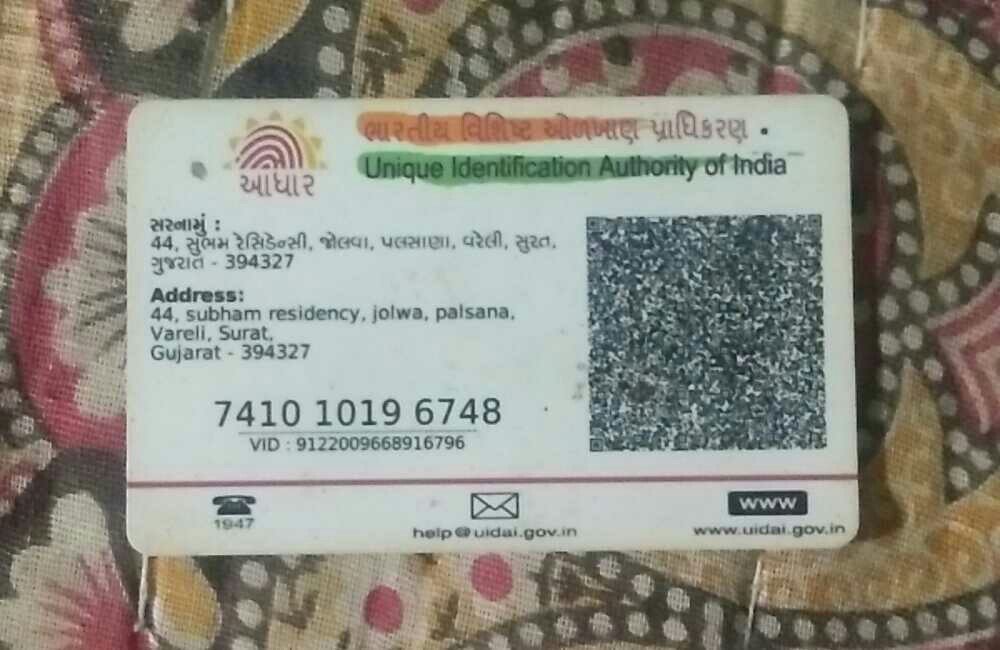 ભારતીય વિશિષ્ટ ઓળખાણ પ્રાધિકરણ
Unique Identification Authority of India
આધાર
સરનામું :
44, સુભમ રેસિડેન્સી, જોલવા, પલસાણા, વરેલી, સુરત,
ગુજરાત - 394327
Address:
44, subham residency, jolwa, palsana,
Vareli, Surat,
Gujarat - 394327
7410 1019 6748
VID : 9122009668916796
1947
help@uidai.gov.in
www
www.uidai.gov.in